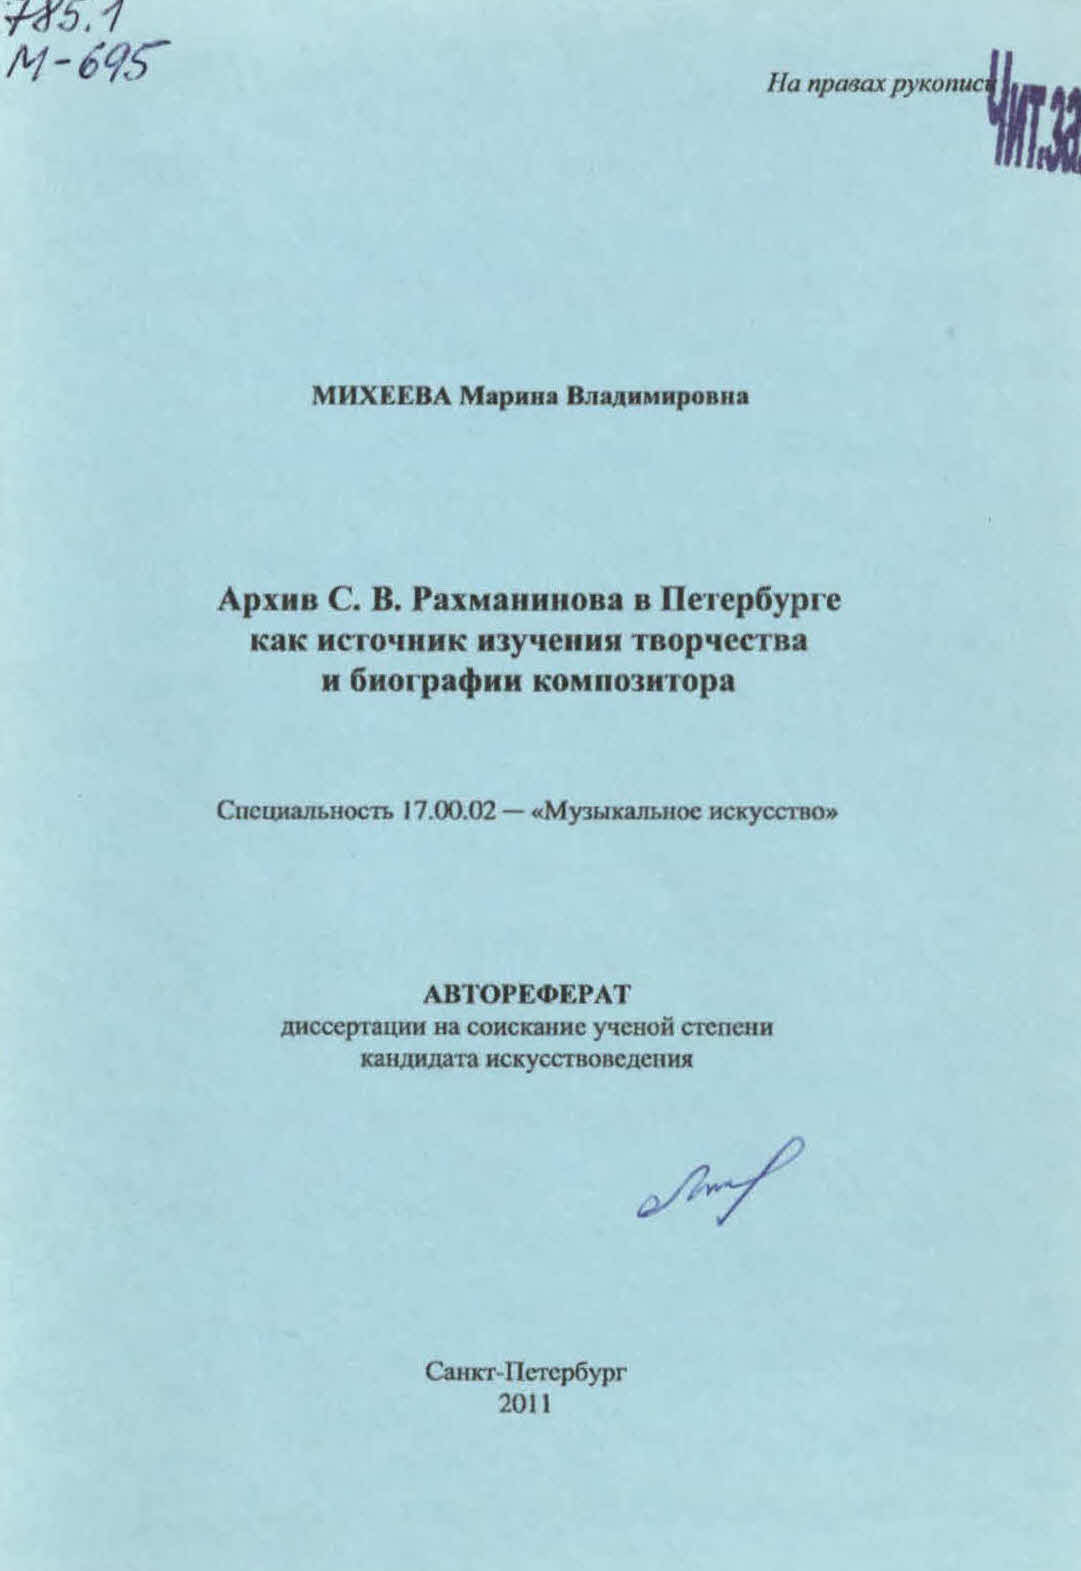 785.1
М-695
На правах рукописи
Чит.за
МИХЕЕВА Марина Владимировна
Архив С. В. Рахманинова в Петербурге
как источник изучения творчества
и биографии композитора
Специальность 17.00.02 — «Музыкальное искусство»
АВТОРЕФЕРАТ
диссертации на соискание ученой степени
кандидата искусствоведения
Санкт-Петербург
2011